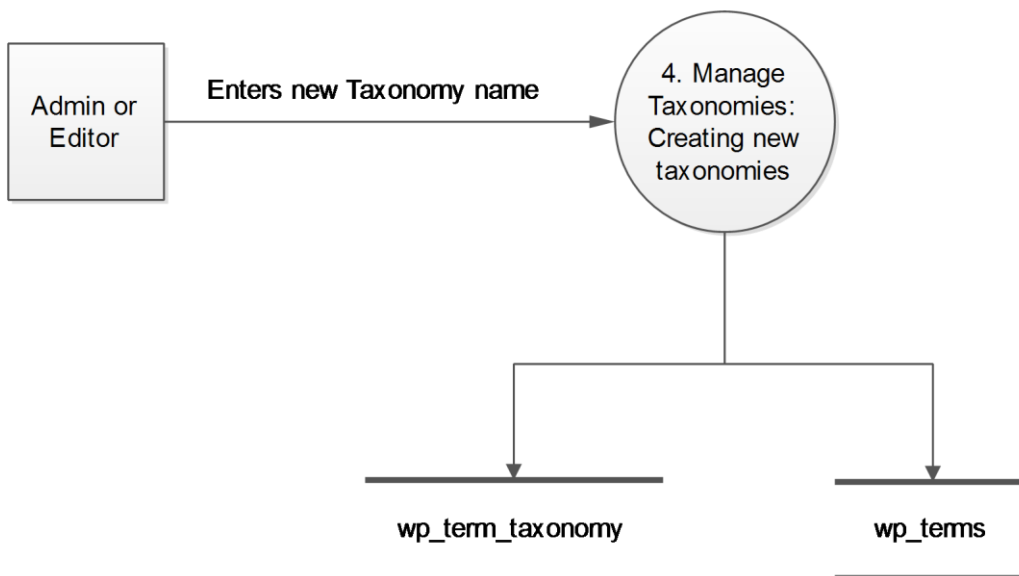 Admin or
Editor
Enters new Taxonomy name
4. Manage
Taxonomies:
Creating new
taxonomies
wp_term_taxonomy
wp_terms